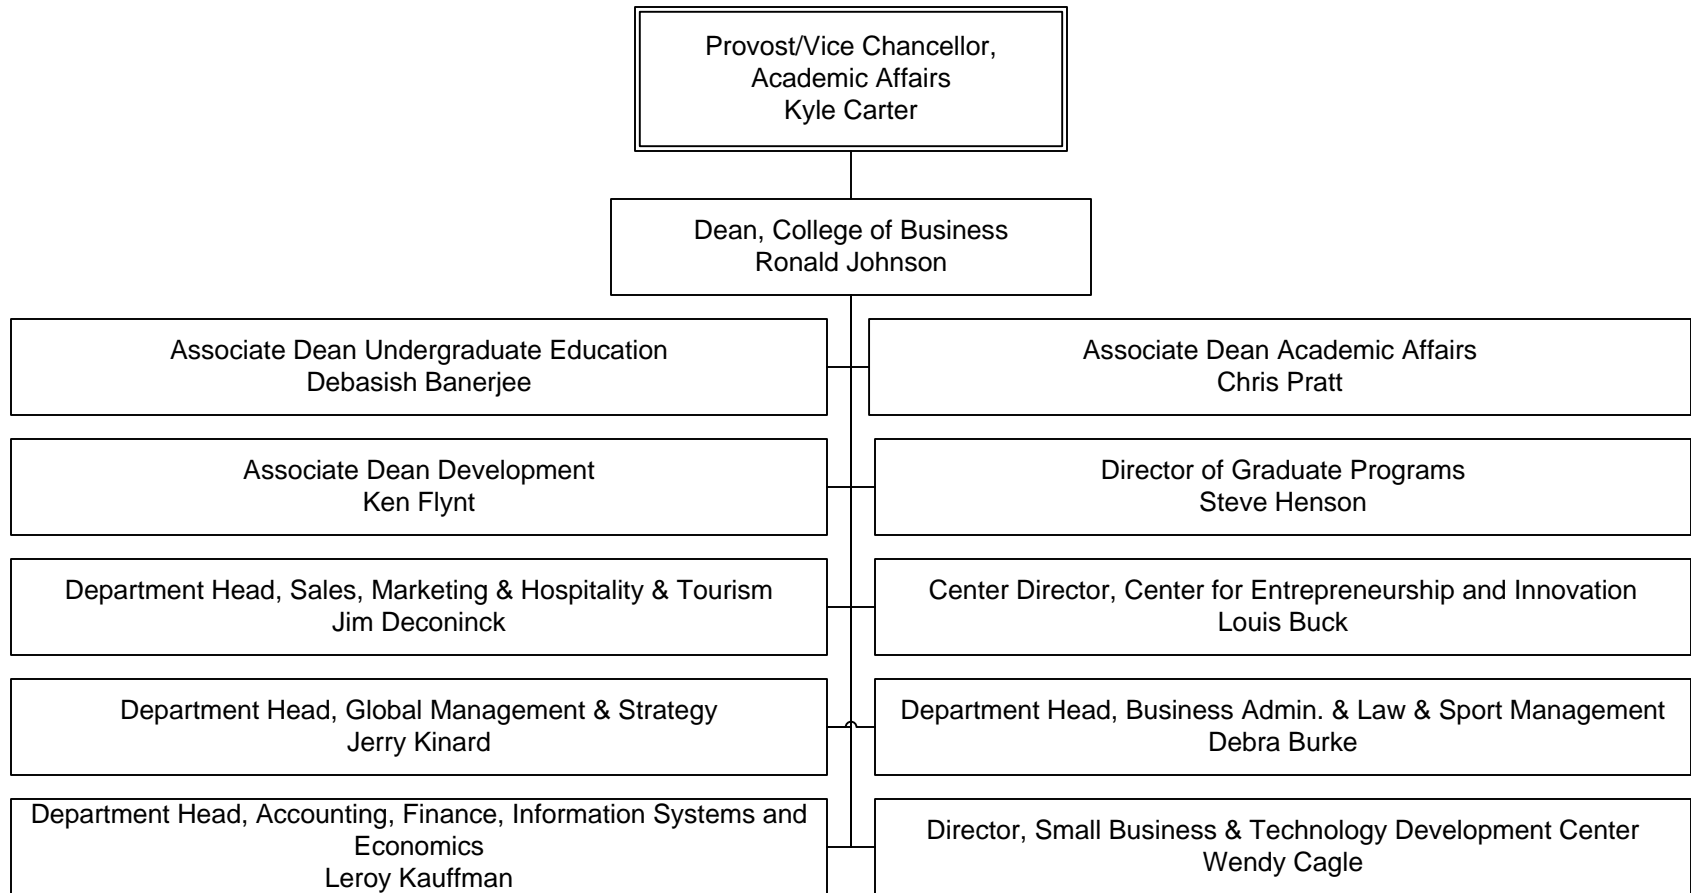 Provost/Vice Chancellor,
Academic Affairs
Kyle Carter
Dean, College of Business
Ronald Johnson
Associate Dean Undergraduate Education
Debasish Banerjee
Associate Dean Academic Affairs
Chris Pratt
Associate Dean Development
Ken Flynt
Director of Graduate Programs
Steve Henson
Department Head, Sales, Marketing & Hospitality & Tourism
Jim Deconinck
Center Director, Center for Entrepreneurship and Innovation
Louis Buck
Department Head, Global Management & Strategy
Jerry Kinard
Department Head, Business Admin. & Law & Sport Management
Debra Burke
Department Head, Accounting, Finance, Information Systems and
Economics
Leroy Kauffman
Director, Small Business & Technology Development Center
Wendy Cagle